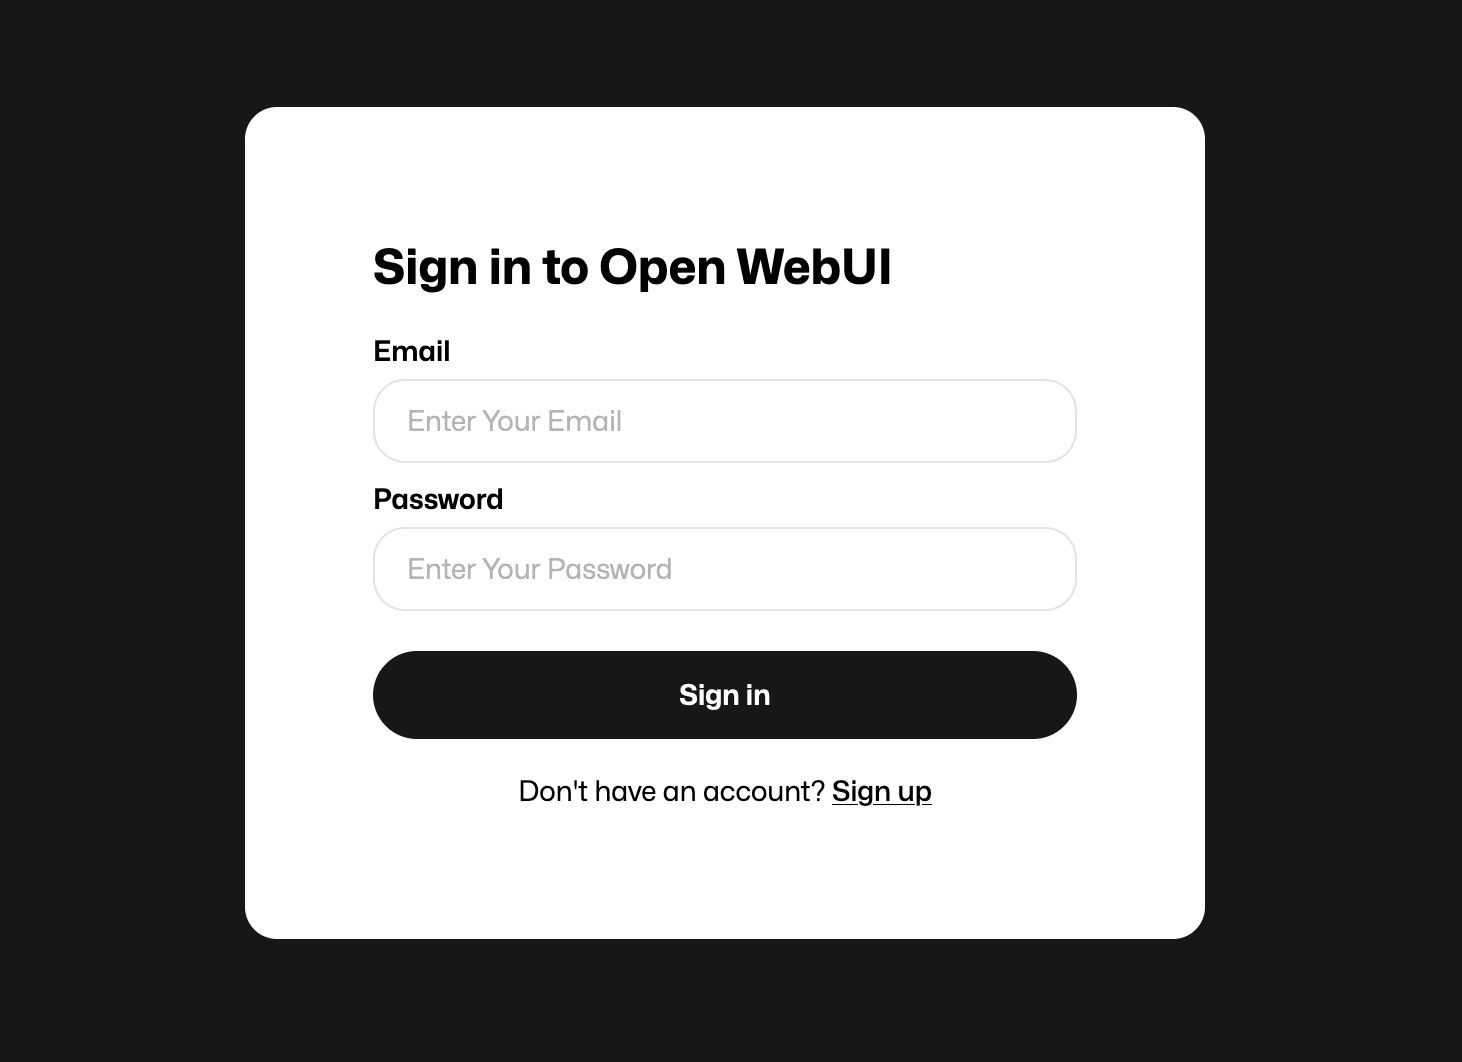 Sign in to Open WebUI
Email
Enter Your Email
Password
Enter Your Password
Sign in
Don't have an account? Sign up